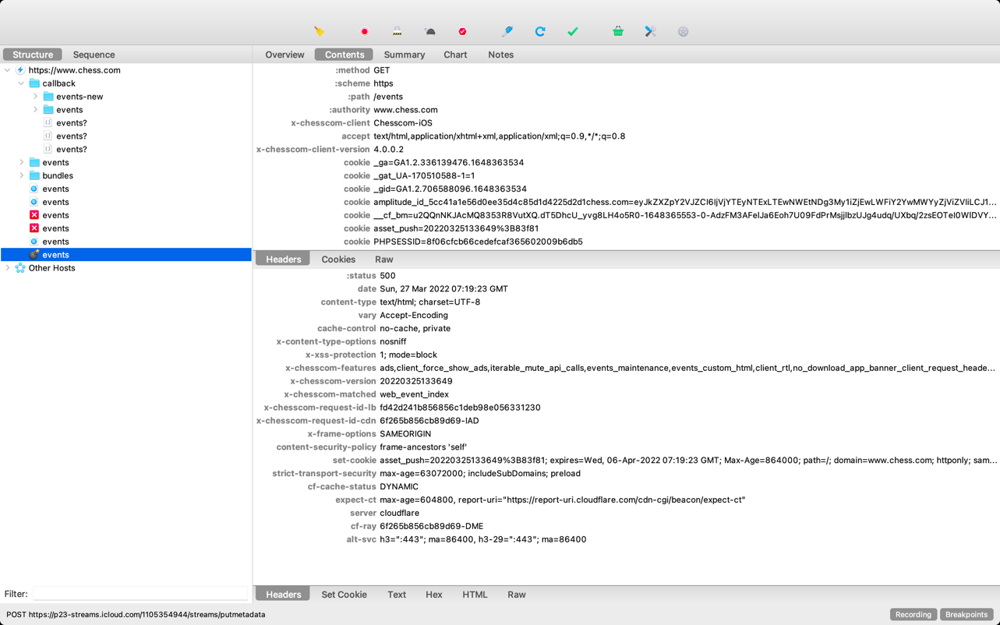 Structure Sequence
https://www.chess.com
callback
events-new
events
events?
events?
events?
events
bundles
events
events
events
events
events
events
Other Hosts
Filter:
Overview Contents Summary Chart Notes
:method GET
:scheme https
:path /events
:authority www.chess.com
x-chesscom-client Chesscom-iOS
accept text/html,application/xhtml+xml,application/xml;q=0.9,*/*;q=0.8
x-chesscom-client-version 4.0.0.2
cookie _ga=GA1.2.336139476.1648363534
cookie _gat_UA-170510588-1=1
cookie _gid=GA1.2.706588096.1648363534
cookie amplitude_id_5cc41a1e56d0ee35d4c85d1d4225d2d1chess.com=eyJkZXZpY2VJZCI6IjVjYTEyNTExLTEwNWEtNDg3My1iZjEwLWFiY2YwMWYyZjViZVIiLCJ1...
cookie __cf_bm=u2QQnNKJAcMQ8353R8VutXQ.dT5DhcU_yvg8LH4o5R0-1648365553-0-AdzFM3AFelJa6Eoh7U09FdPrMsjjIbzUJg4udq/UXbq/2zsEOTeI0WIDVY...
cookie asset_push=20220325133649%3B83f81
cookie PHPSESSID=8f06cfcb66cedefcaf365602009b6db5
Headers Cookies Raw
:status 500
date Sun, 27 Mar 2022 07:19:23 GMT
content-type text/html; charset=UTF-8
vary Accept-Encoding
cache-control no-cache, private
x-content-type-options nosniff
x-xss-protection 1; mode=block
x-chesscom-features ads,client_force_show_ads,iterable_mute_api_calls,events_maintenance,events_custom_html,client_rtl,no_download_app_banner_client_request_heade...
x-chesscom-version 20220325133649
x-chesscom-matched web_event_index
x-chesscom-request-id-lb fd42d241b856856c1deb98e056331230
x-chesscom-request-id-cdn 6f265b856cb89d69-IAD
x-frame-options SAMEORIGIN
content-security-policy frame-ancestors 'self'
set-cookie asset_push=20220325133649%3B83f81; expires=Wed, 06-Apr-2022 07:19:23 GMT; Max-Age=864000; path=/; domain=www.chess.com; httponly; sam...
strict-transport-security max-age=63072000; includeSubDomains; preload
cf-cache-status DYNAMIC
expect-ct max-age=604800, report-uri="https://report-uri.cloudflare.com/cdn-cgi/beacon/expect-ct"
server cloudflare
cf-ray 6f265b856cb89d69-DME
alt-svc h3=":443"; ma=86400, h3-29=":443"; ma=86400
Headers Set Cookie Text Hex HTML Raw
POST https://p23-streams.icloud.com/1105354944/streams/putmetadata
Recording Breakpoints